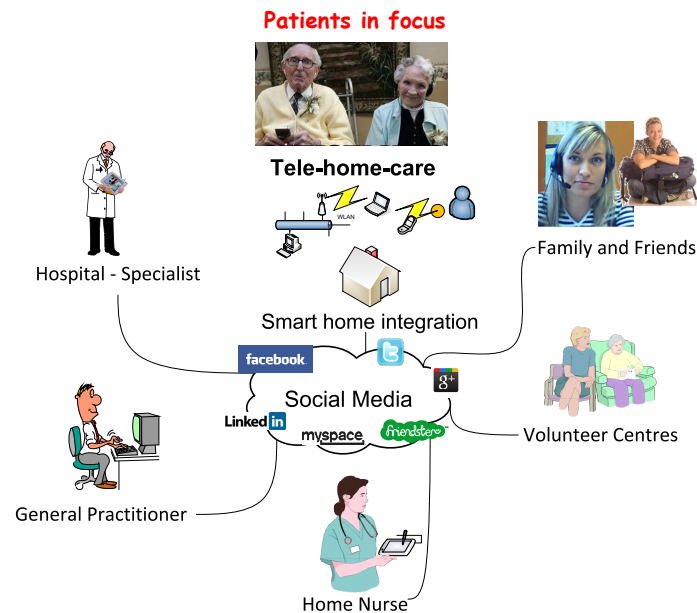 Patients in focus
Tele-home-care
WLAN
Hospital - Specialist
Family and Friends
Smart home integration
facebook
g+
Social Media
Linked in
myspace
friendster
Volunteer Centres
General Practitioner
Home Nurse